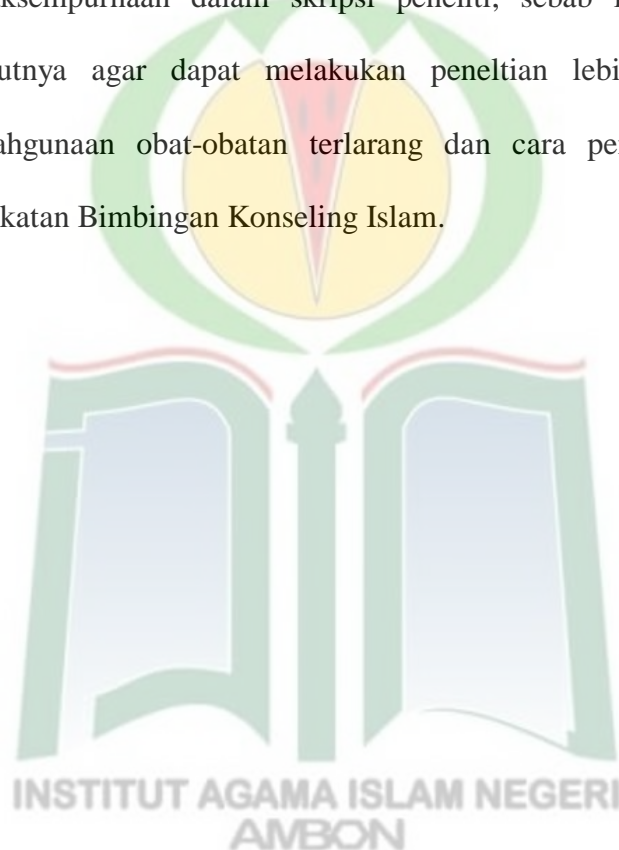 ksempurnaan dalam skripsi peneliti, sebab
utnya agar dapat melakukan peneltian lebi
ahgunaan obat-obatan terlarang dan cara pe
katan Bimbingan Konseling Islam.
INSTITUT AGAMA ISLAM NEGERI
AMBON